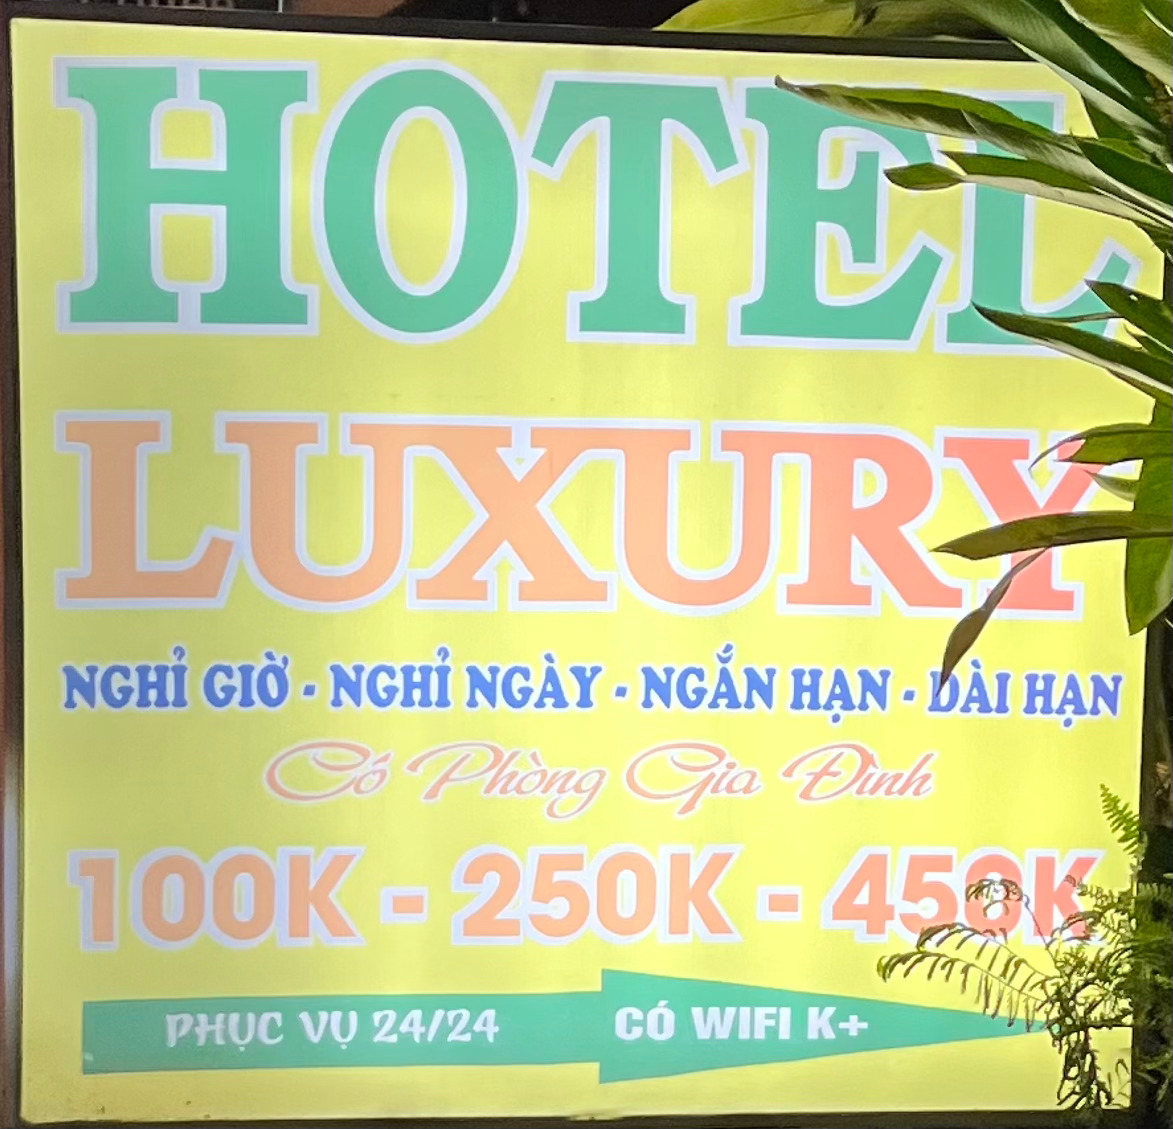 HOTEL
LUXURY
NGHỈ GIỜ - NGHỈ NGÀY - NGẮN HẠN - DÀI HẠN
Có Phòng Gia Đình
100K - 250K - 450K
PHỤC VỤ 24/24 CÓ WIFI K+